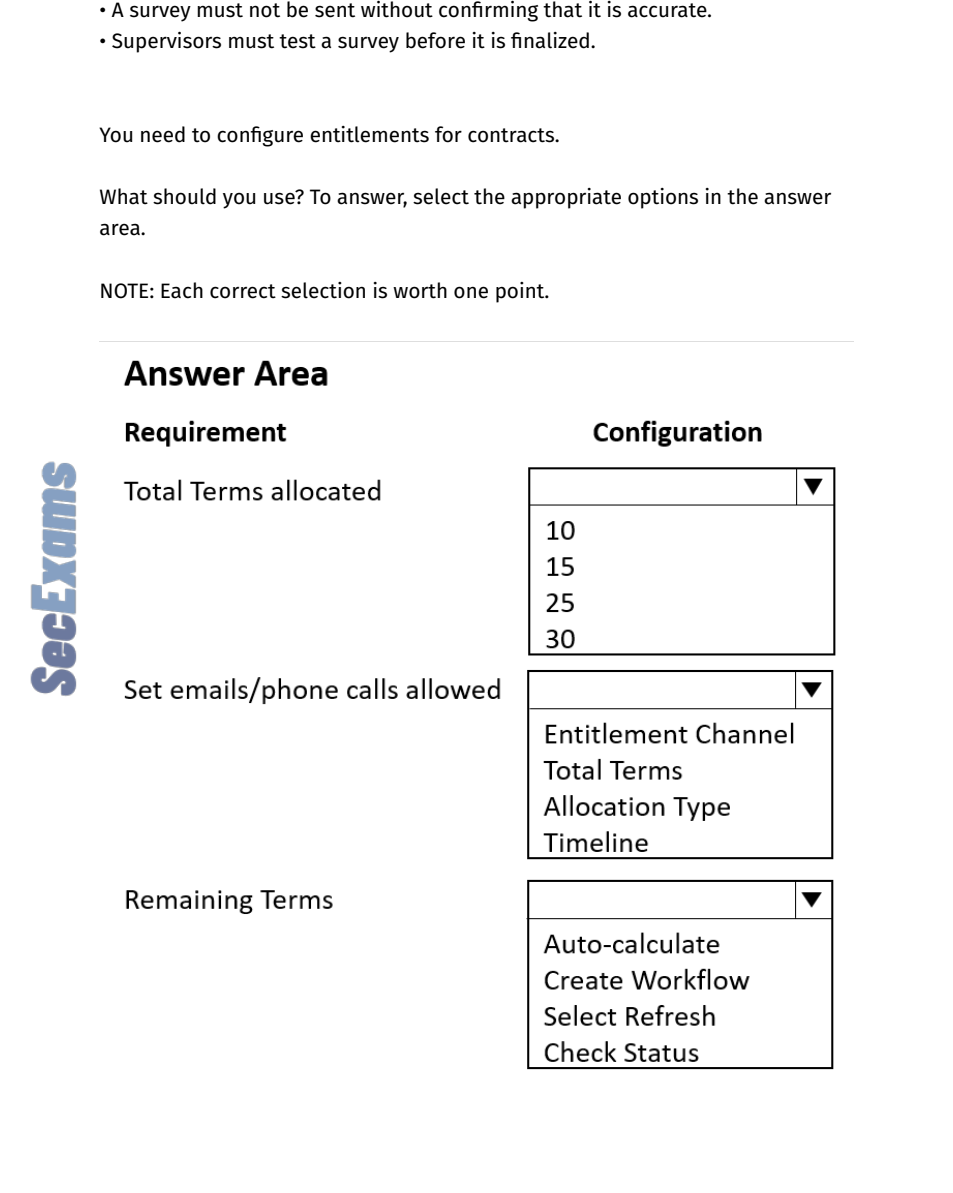 • A survey must not be sent without confirming that it is accurate.
• Supervisors must test a survey before it is finalized.
You need to configure entitlements for contracts.
What should you use? To answer, select the appropriate options in the answer
area.
NOTE: Each correct selection is worth one point.
Answer Area
Requirement
Configuration
SecExams
Total Terms allocated
10
15
25
30
Set emails/phone calls allowed
Entitlement Channel
Total Terms
Allocation Type
Timeline
Remaining Terms
Auto-calculate
Create Workflow
Select Refresh
Check Status